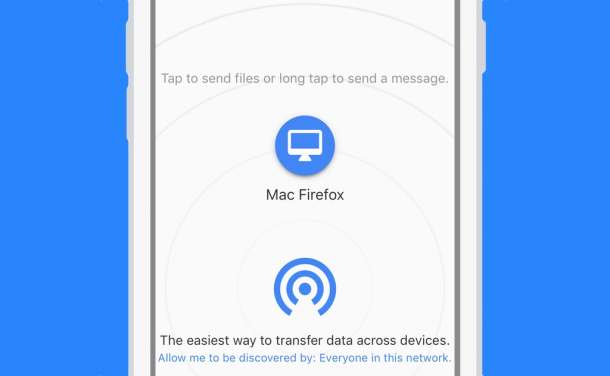 Tap to send files or long tap to send a message.
Mac Firefox
The easiest way to transfer data across devices.
Allow me to be discovered by: Everyone in this network.